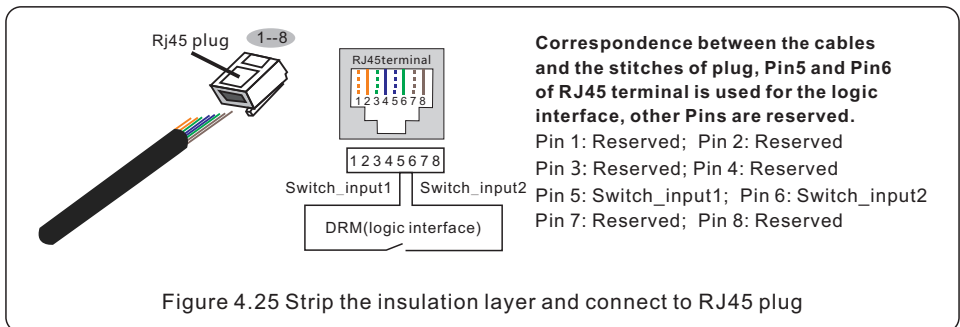 Rj45 plug
1--8
RJ45terminal
1 2 3 4 5 6 7 8
1 2 3 4 5 6 7 8
Switch_input1 Switch_input2
DRM(logic interface)
Correspondence between the cables
and the stitches of plug, Pin5 and Pin6
of RJ45 terminal is used for the logic
interface, other Pins are reserved.
Pin 1: Reserved; Pin 2: Reserved
Pin 3: Reserved; Pin 4: Reserved
Pin 5: Switch_input1; Pin 6: Switch_input2
Pin 7: Reserved; Pin 8: Reserved
Figure 4.25 Strip the insulation layer and connect to RJ45 plug